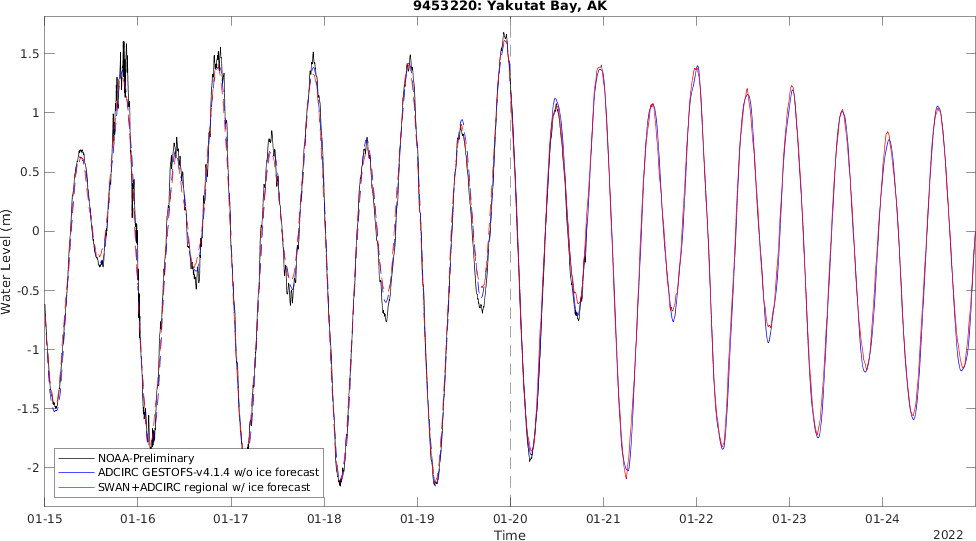 9453220: Yakutat Bay, AK
Water Level (m)
1.5
1
0.5
0
-0.5
-1
-1.5
-2
NOAA-Preliminary
ADCIRC GESTOFS-v4.1.4 w/o ice forecast
SWAN+ADCIRC regional w/ ice forecast
01-15 01-16 01-17 01-18 01-19 01-20 01-21 01-22 01-23 01-24
Time
2022